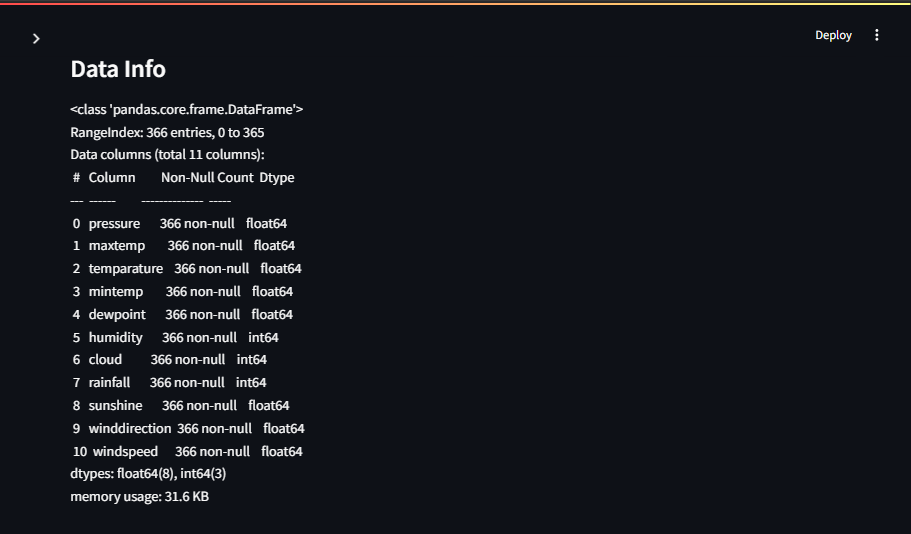 Deploy
Data Info
<class 'pandas.core.frame.DataFrame'>
RangeIndex: 366 entries, 0 to 365
Data columns (total 11 columns):
# Column Non-Null Count Dtype
--- ------ -------------- -----
0 pressure 366 non-null float64
1 maxtemp 366 non-null float64
2 temparature 366 non-null float64
3 mintemp 366 non-null float64
4 dewpoint 366 non-null float64
5 humidity 366 non-null int64
6 cloud 366 non-null int64
7 rainfall 366 non-null int64
8 sunshine 366 non-null float64
9 winddirection 366 non-null float64
10 windspeed 366 non-null float64
dtypes: float64(8), int64(3)
memory usage: 31.6 KB